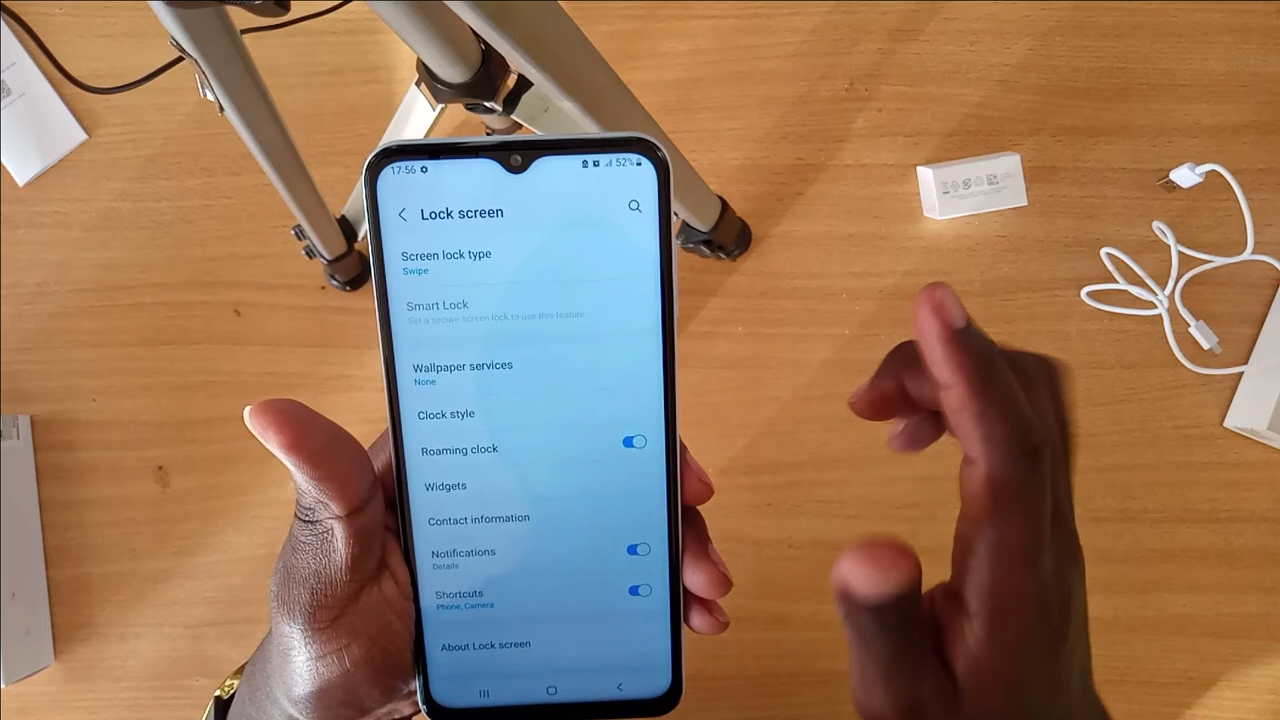 17:56 52%
Lock screen
Screen lock type
Swipe
Smart Lock
Set a secure screen lock to use this feature.
Wallpaper services
None
Clock style
Roaming clock
Widgets
Contact information
Notifications
Details
Shortcuts
Phone, Camera
About Lock screen